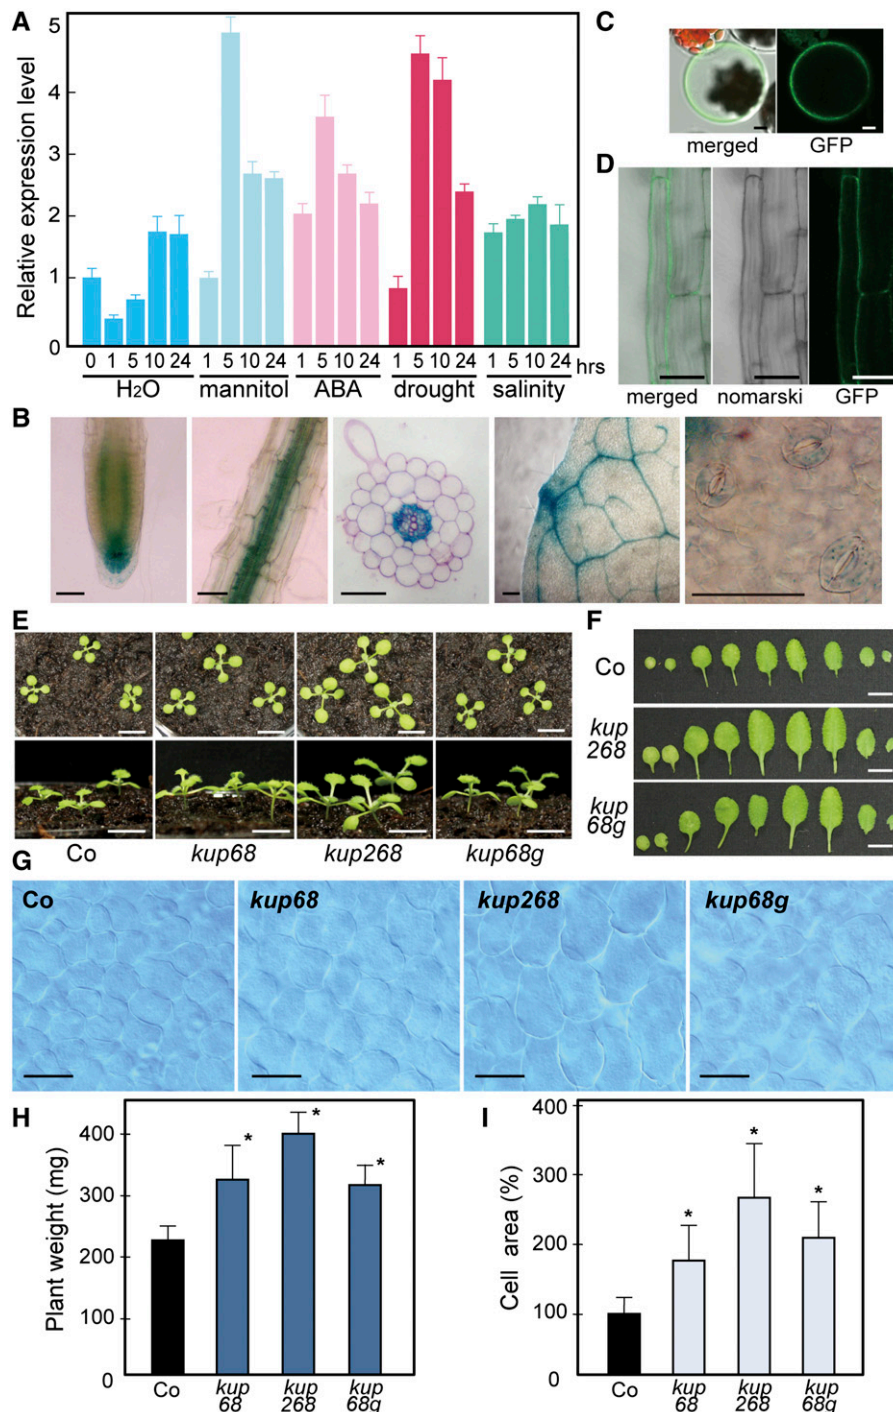 A
Relative expression level
5
4
3
2
1
0
0 1 5 10 24 1 5 10 24 1 5 10 24 1 5 10 24 1 5 10 24 hrs
H2O mannitol ABA drought salinity
C
merged GFP
D
merged nomarski GFP
B
E
Co kup68 kup268 kup68g
F
Co
kup
268
kup
68g
G
Co kup68 kup268 kup68g
H
Plant weight (mg)
400
300
200
100
0
*
*
*
Co kup
68 kup
268 kup
68g
I
Cell area (%)
400
300
200
100
0
*
*
*
Co kup
68 kup
268 kup
68g